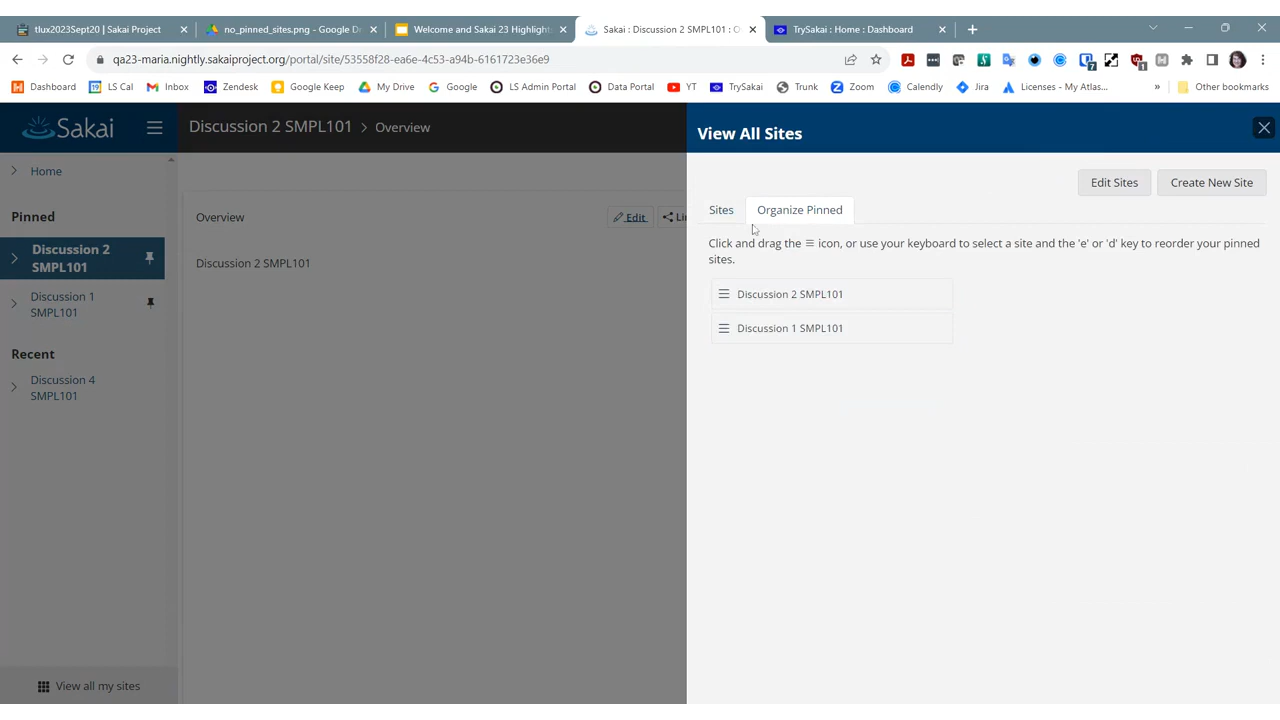 tlux2023Sept20 | Sakai Project
no_pinned_sites.png - Google Dr
Welcome and Sakai 23 Highlight
Sakai : Discussion 2 SMPL101 : O
TrySakai : Home : Dashboard
qa23-maria.nightly.sakaiproject.org/portal/site/53558f28-ea6e-4c53-a94b-6161723e36e9
Dashboard
LS Cal
Inbox
Zendesk
Google Keep
My Drive
Google
LS Admin Portal
Data Portal
YT
TrySakai
Trunk
Zoom
Calendly
Jira
Licenses - My Atlas...
»
Other bookmarks
Sakai
Discussion 2 SMPL101 > Overview
View All Sites
Home
Pinned
Discussion 2
SMPL101
Discussion 1
SMPL101
Recent
Discussion 4
SMPL101
View all my sites
Overview
Edit
Li
Discussion 2 SMPL101
Edit Sites
Create New Site
Sites
Organize Pinned
Click and drag the ☰ icon, or use your keyboard to select a site and the 'e' or 'd' key to reorder your pinned
sites.
Discussion 2 SMPL101
Discussion 1 SMPL101